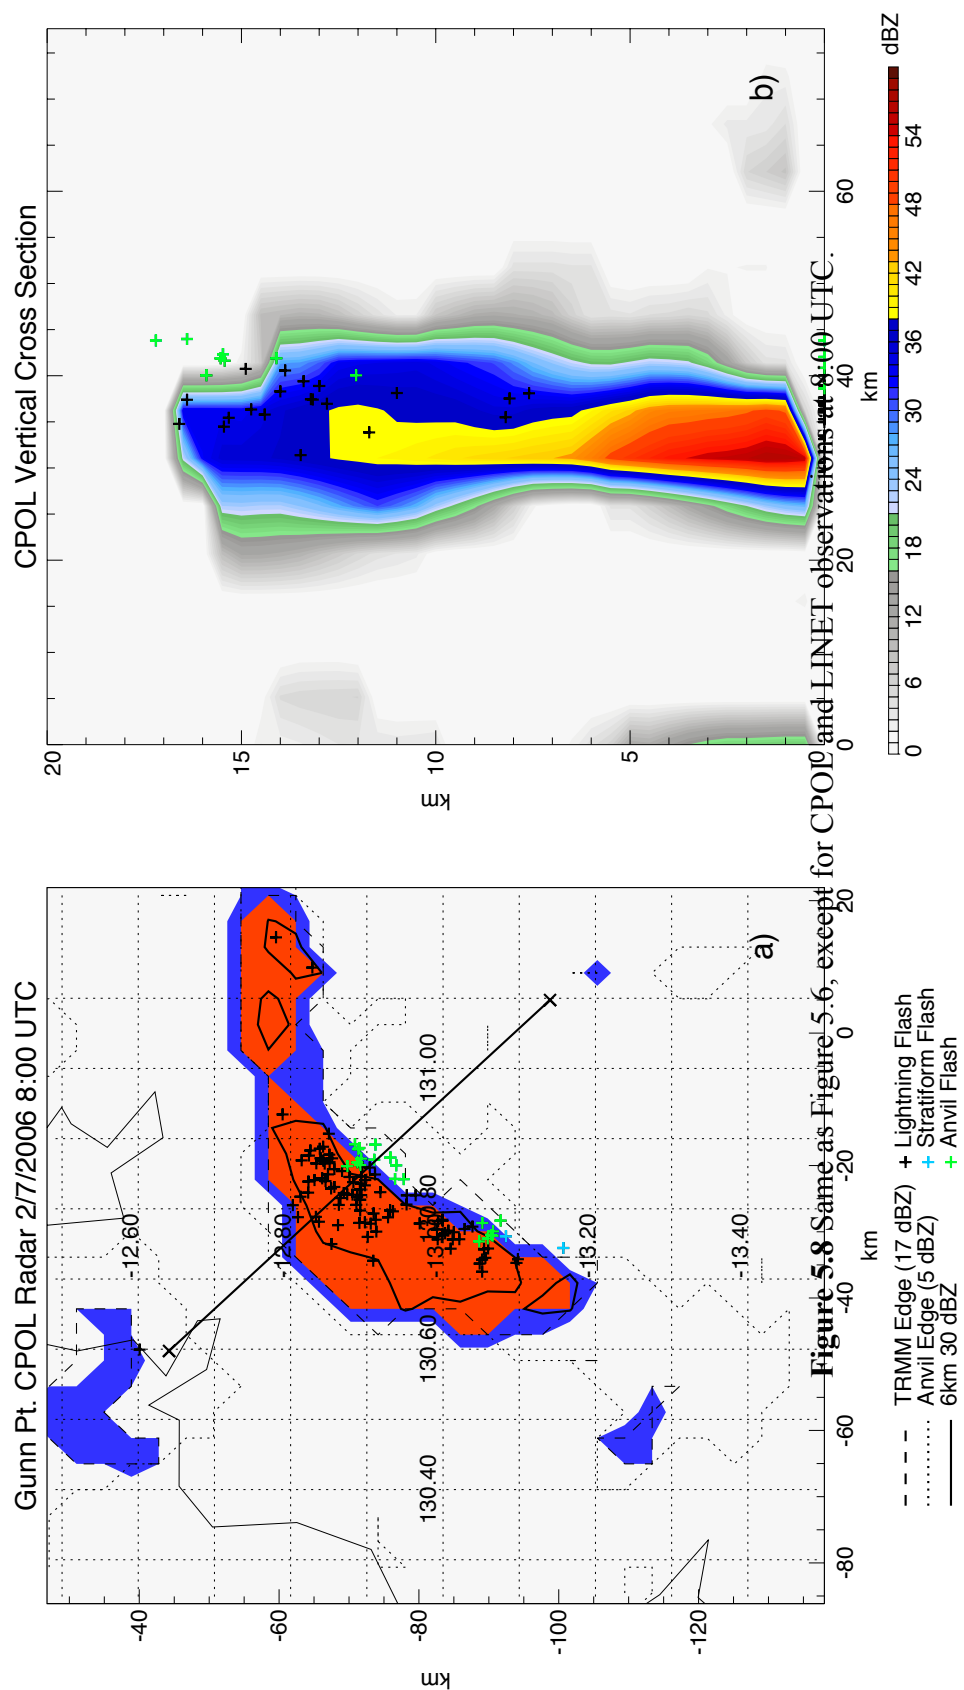 Gunn Pt. CPOL Radar 2/7/2006 8:00 UTC
-40
-60
-80
-100
-120
km
-80
-60
-40
-20
0
20
km
-12.60
-12.80
-13.00
-13.20
-13.40
130.40
130.60
130.80
131.00
a)
TRMM Edge (17 dBZ)
Anvil Edge (5 dBZ)
6km 30 dBZ
Lightning Flash
Stratiform Flash
Anvil Flash
CPOL Vertical Cross Section
20
15
10
5
0
km
0
20
40
60
km
b)
0 6 12 18 24 30 36 42 48 54 dBZ
Figure 5.8 Same as Figure 5.6, except for CPOL and LINET observations at 8:00 UTC.